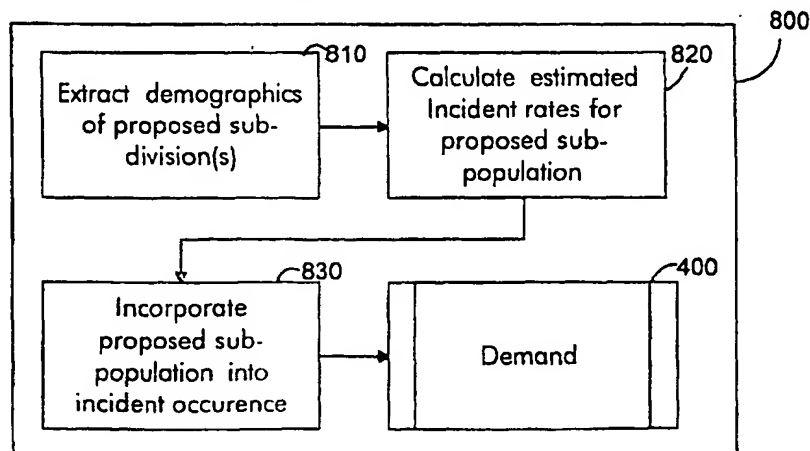 800
810
Extract demographics
of proposed sub-
division(s)
820
Calculate estimated
Incident rates for
proposed sub-
population
830
Incorporate
proposed sub-
population into
incident occurence
400
Demand